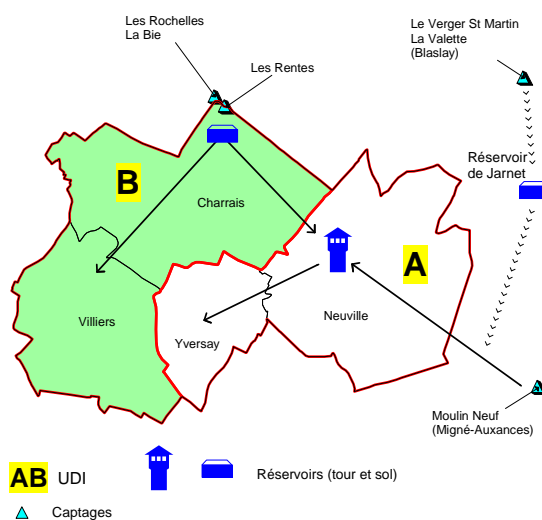 Les Rochelles
La Bie
Les Rentes
Le Verger St Martin
La Valette
(Blaslay)
Réservoir
de Jarnet
B
Charrais
A
Villiers
Yversay
Neuville
Moulin Neuf
(Migné-Auxances)
AB UDI
Réservoirs (tour et sol)
Captages